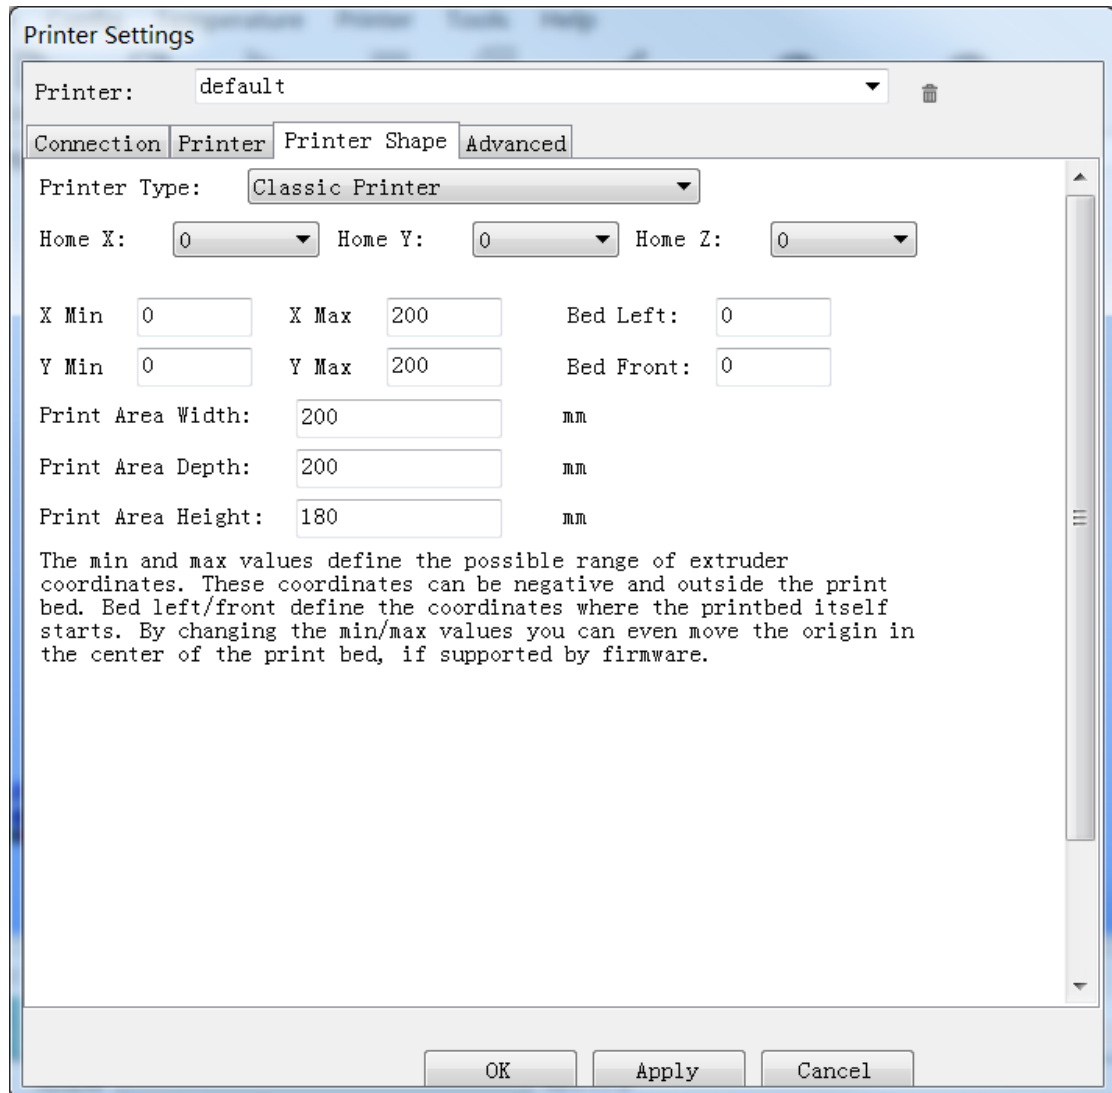 Temperature Printer Tools Help
Printer Settings
Printer: default
Connection Printer Printer Shape Advanced
Printer Type: Classic Printer
Home X: 0 Home Y: 0 Home Z: 0
X Min 0 X Max 200 Bed Left: 0
Y Min 0 Y Max 200 Bed Front: 0
Print Area Width: 200 mm
Print Area Depth: 200 mm
Print Area Height: 180 mm
The min and max values define the possible range of extruder
coordinates. These coordinates can be negative and outside the print
bed. Bed left/front define the coordinates where the printbed itself
starts. By changing the min/max values you can even move the origin in
the center of the print bed, if supported by firmware.
OK Apply Cancel